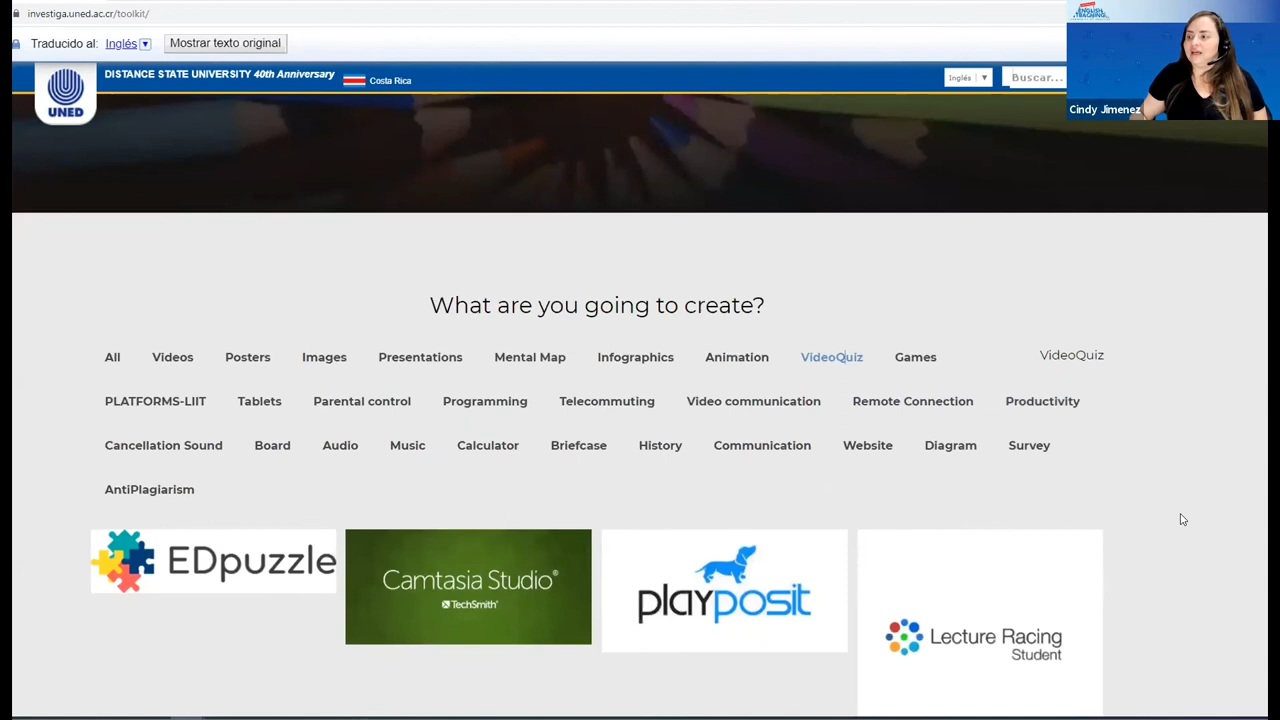 investiga.uned.ac.cr/toolkit/
Traducido al: Inglés Mostrar texto original
DISTANCE STATE UNIVERSITY 40th Anniversary Costa Rica
Inglés Buscar...
UNED
ENGLISH TEACHING
Cindy Jimenez
What are you going to create?
All Videos Posters Images Presentations Mental Map Infographics Animation VideoQuiz Games VideoQuiz
PLATFORMS-LIIT Tablets Parental control Programming Telecommuting Video communication Remote Connection Productivity
Cancellation Sound Board Audio Music Calculator Briefcase History Communication Website Diagram Survey
AntiPlagiarism
EDpuzzle
Camtasia Studio®
TechSmith®
playposit
Lecture Racing
Student